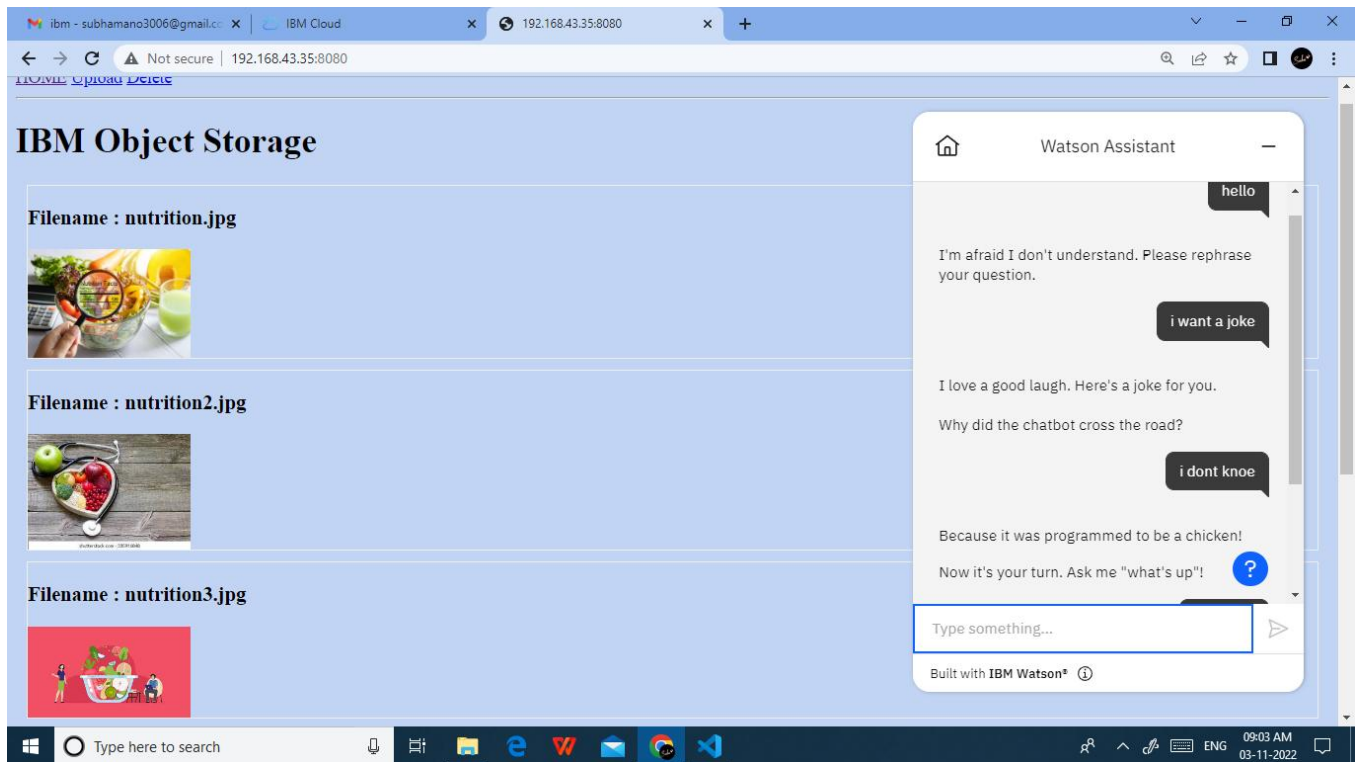 ibm - subhamano3006@gmail.co
IBM Cloud
192.168.43.35:8080
Not secure
192.168.43.35:8080
HOME Upload Delete
IBM Object Storage
Filename : nutrition.jpg
Filename : nutrition2.jpg
Filename : nutrition3.jpg
Watson Assistant
hello
I'm afraid I don't understand. Please rephrase
your question.
i want a joke
I love a good laugh. Here's a joke for you.
Why did the chatbot cross the road?
i dont knoe
Because it was programmed to be a chicken!
Now it's your turn. Ask me "what's up"!
?
Type something...
Built with IBM Watson®
Type here to search
ENG
09:03 AM
03-11-2022